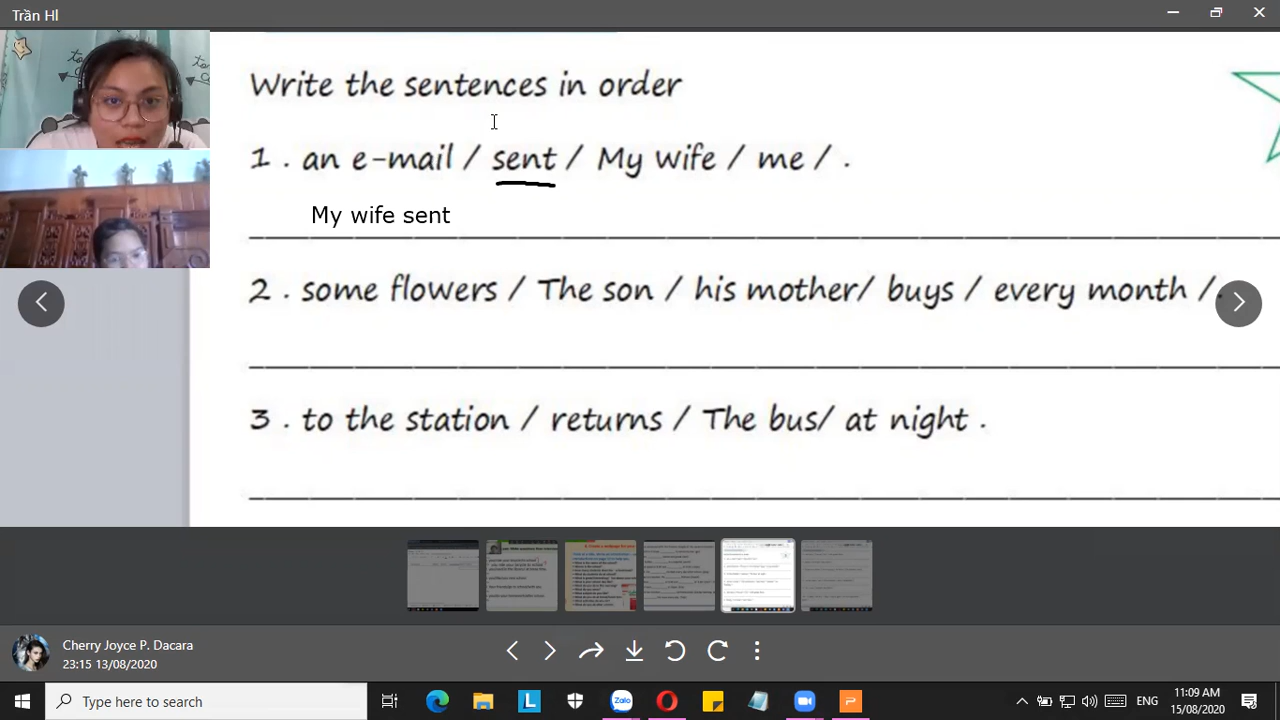 Trần Hl
Write the sentences in order
1 . an e-mail / sent / My wife / me / .
My wife sent
2 . some flowers / The son / his mother/ buys / every month / .
3 . to the station / returns / The bus/ at night .
Cherry Joyce P. Dacara
23:15 13/08/2020
Type here to search
L
Zalo
ENG
11:09 AM
15/08/2020